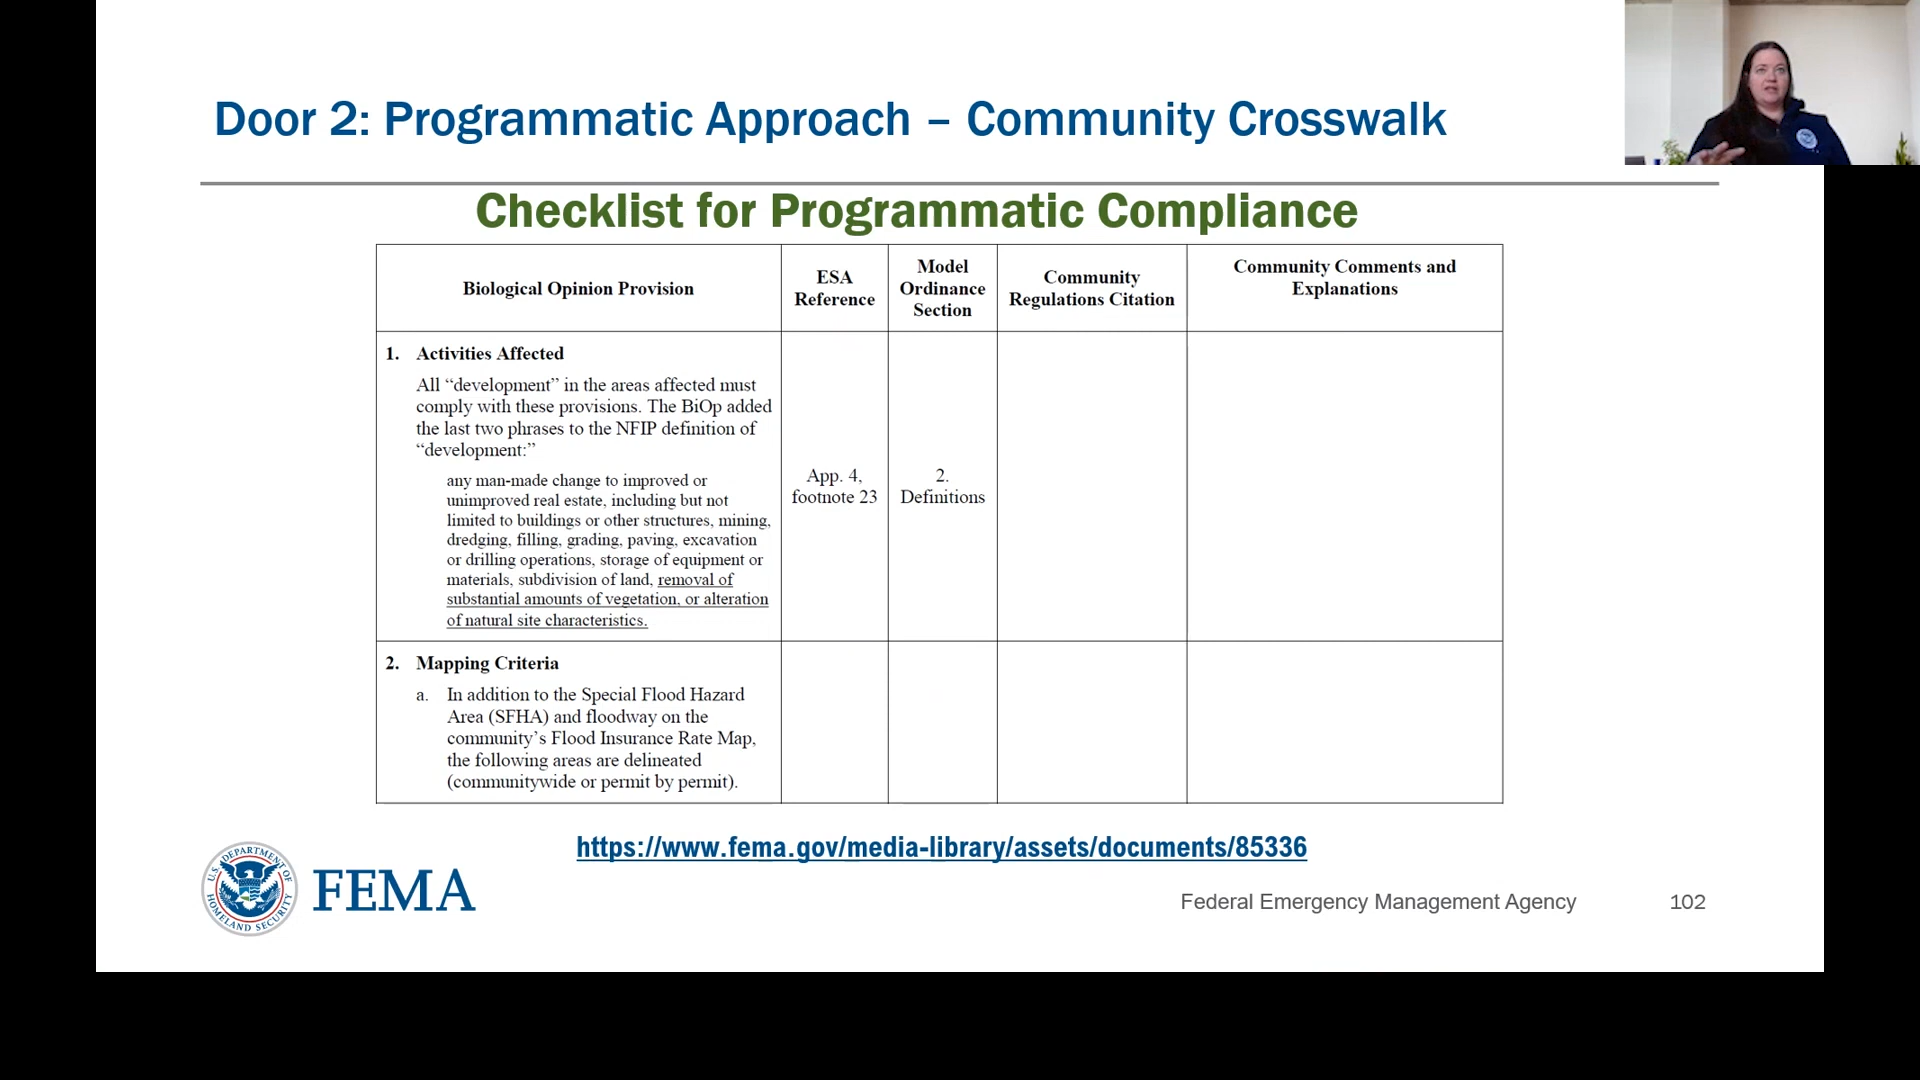 Door 2: Programmatic Approach – Community Crosswalk
Checklist for Programmatic Compliance
Biological Opinion Provision
ESA
Reference
Model
Ordinance
Section
Community
Regulations Citation
Community Comments and
Explanations
1. Activities Affected
All “development” in the areas affected must
comply with these provisions. The BiOp added
the last two phrases to the NFIP definition of
“development:”
any man-made change to improved or
unimproved real estate, including but not
limited to buildings or other structures, mining,
dredging, filling, grading, paving, excavation
or drilling operations, storage of equipment or
materials, subdivision of land, removal of
substantial amounts of vegetation, or alteration
of natural site characteristics.
App. 4,
footnote 23
2.
Definitions
2. Mapping Criteria
a. In addition to the Special Flood Hazard
Area (SFHA) and floodway on the
community’s Flood Insurance Rate Map,
the following areas are delineated
(communitywide or permit by permit).
https://www.fema.gov/media-library/assets/documents/85336
U.S. DEPARTMENT OF
HOMELAND SECURITY
FEMA
Federal Emergency Management Agency
102